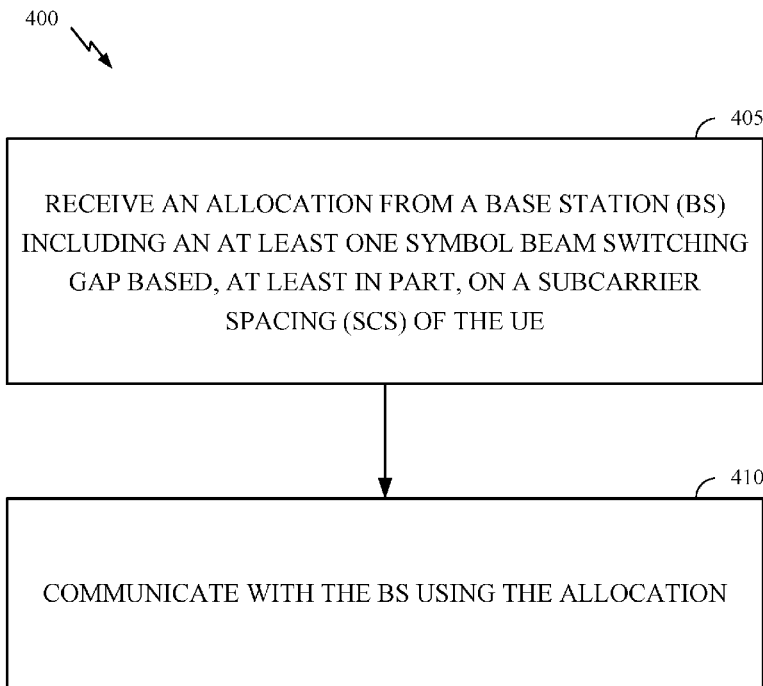 400
405
RECEIVE AN ALLOCATION FROM A BASE STATION (BS)
INCLUDING AN AT LEAST ONE SYMBOL BEAM SWITCHING
GAP BASED, AT LEAST IN PART, ON A SUBCARRIER
SPACING (SCS) OF THE UE
410
COMMUNICATE WITH THE BS USING THE ALLOCATION